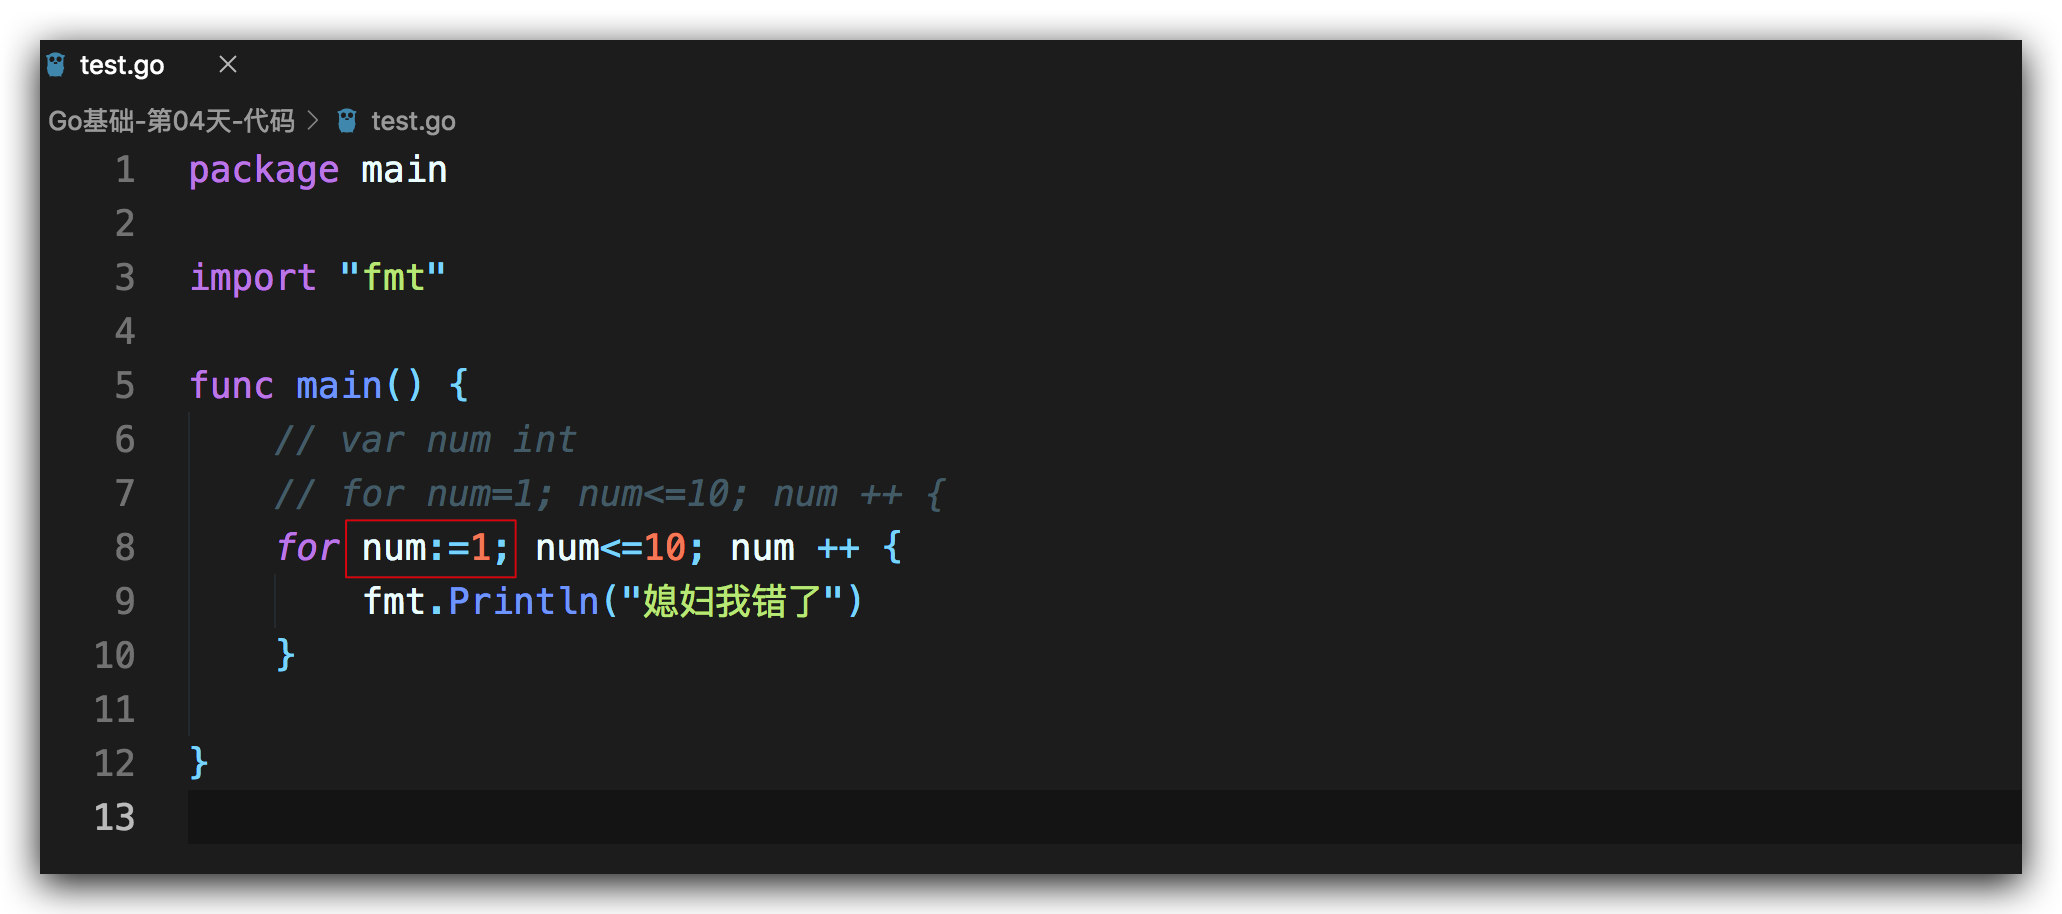 test.go
Go基础-第04天-代码 > test.go
1 package main
2
3 import "fmt"
4
5 func main() {
6 // var num int
7 // for num=1; num<=10; num ++ {
8 for num:=1; num<=10; num ++ {
9 fmt.Println("媳妇我错了")
10 }
11
12 }
13